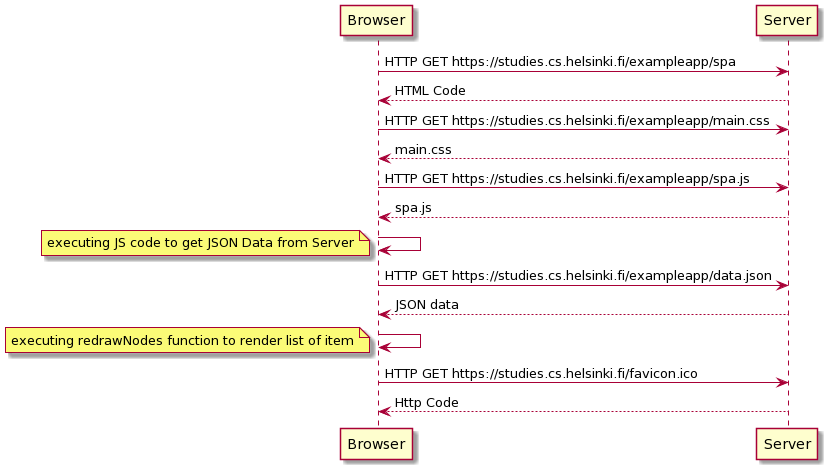 Browser
Server
HTTP GET https://studies.cs.helsinki.fi/exampleapp/spa
HTML Code
HTTP GET https://studies.cs.helsinki.fi/exampleapp/main.css
main.css
HTTP GET https://studies.cs.helsinki.fi/exampleapp/spa.js
spa.js
executing JS code to get JSON Data from Server
HTTP GET https://studies.cs.helsinki.fi/exampleapp/data.json
JSON data
executing redrawNodes function to render list of item
HTTP GET https://studies.cs.helsinki.fi/favicon.ico
Http Code
Browser
Server